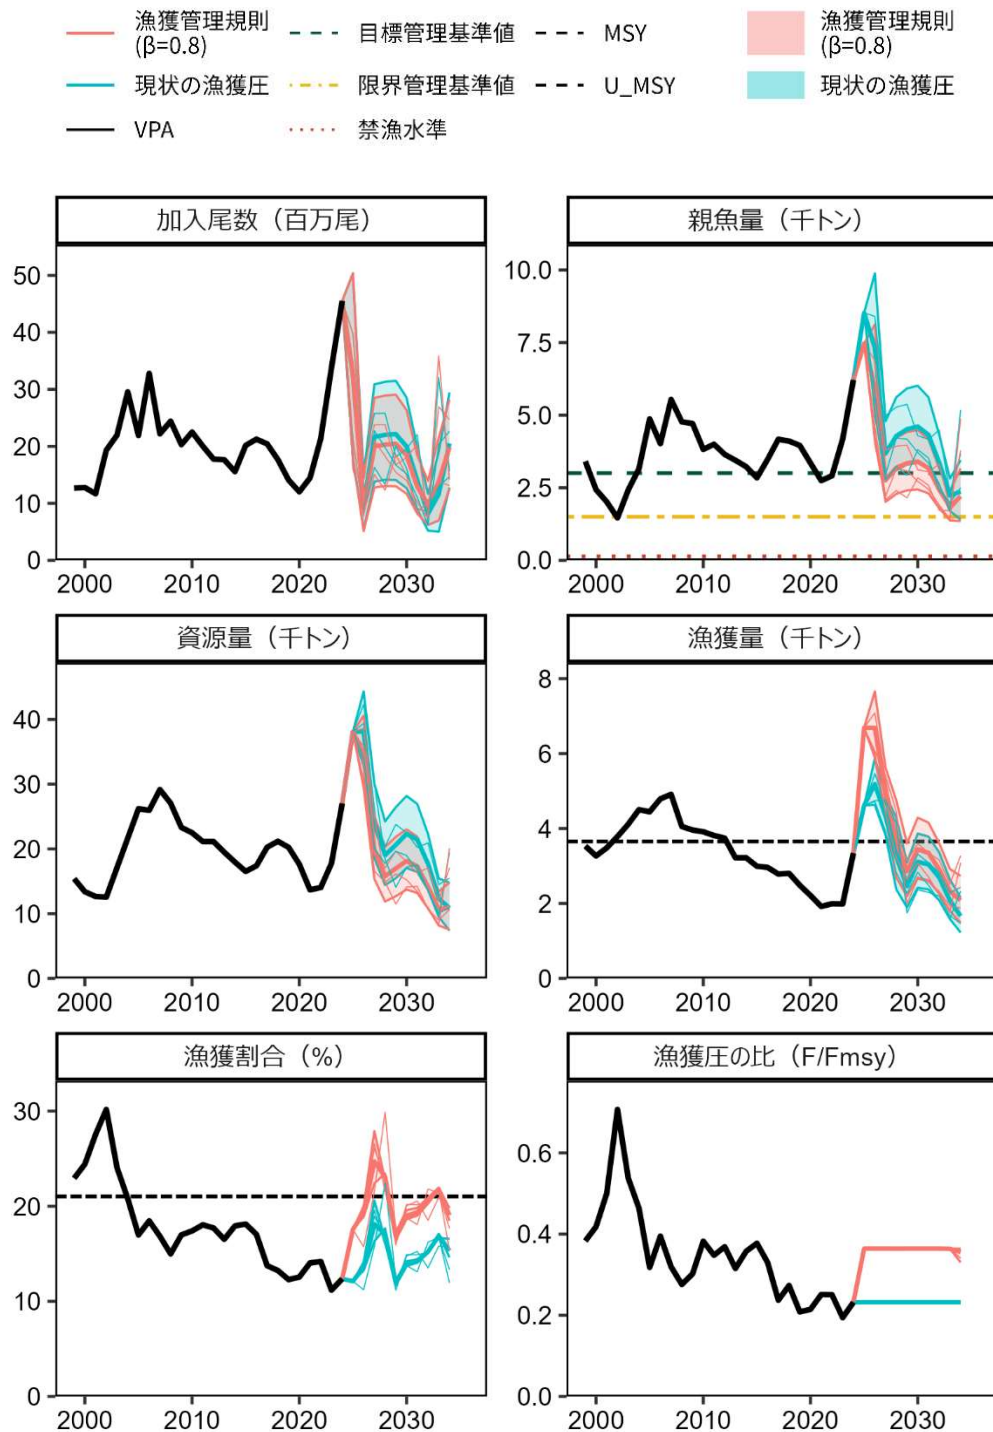 漁獲管理規則 目標管理基準値 MSY 漁獲管理規則
(β=0.8) (β=0.8)
現状の漁獲圧 限界管理基準値 U_MSY 現状の漁獲圧
VPA 禁漁水準
加入尾数（百万尾） 親魚量（千トン）
50 10.0
40 7.5
30 5.0
20 2.5
10 0.0
0
2000 2010 2020 2030 2000 2010 2020 2030
資源量（千トン） 漁獲量（千トン）
40 8
30 6
20 4
10 2
0 0
2000 2010 2020 2030 2000 2010 2020 2030
漁獲割合（%） 漁獲圧の比（F/Fmsy）
30 0.6
20 0.4
10 0.2
0 0.0
2000 2010 2020 2030 2000 2010 2020 2030